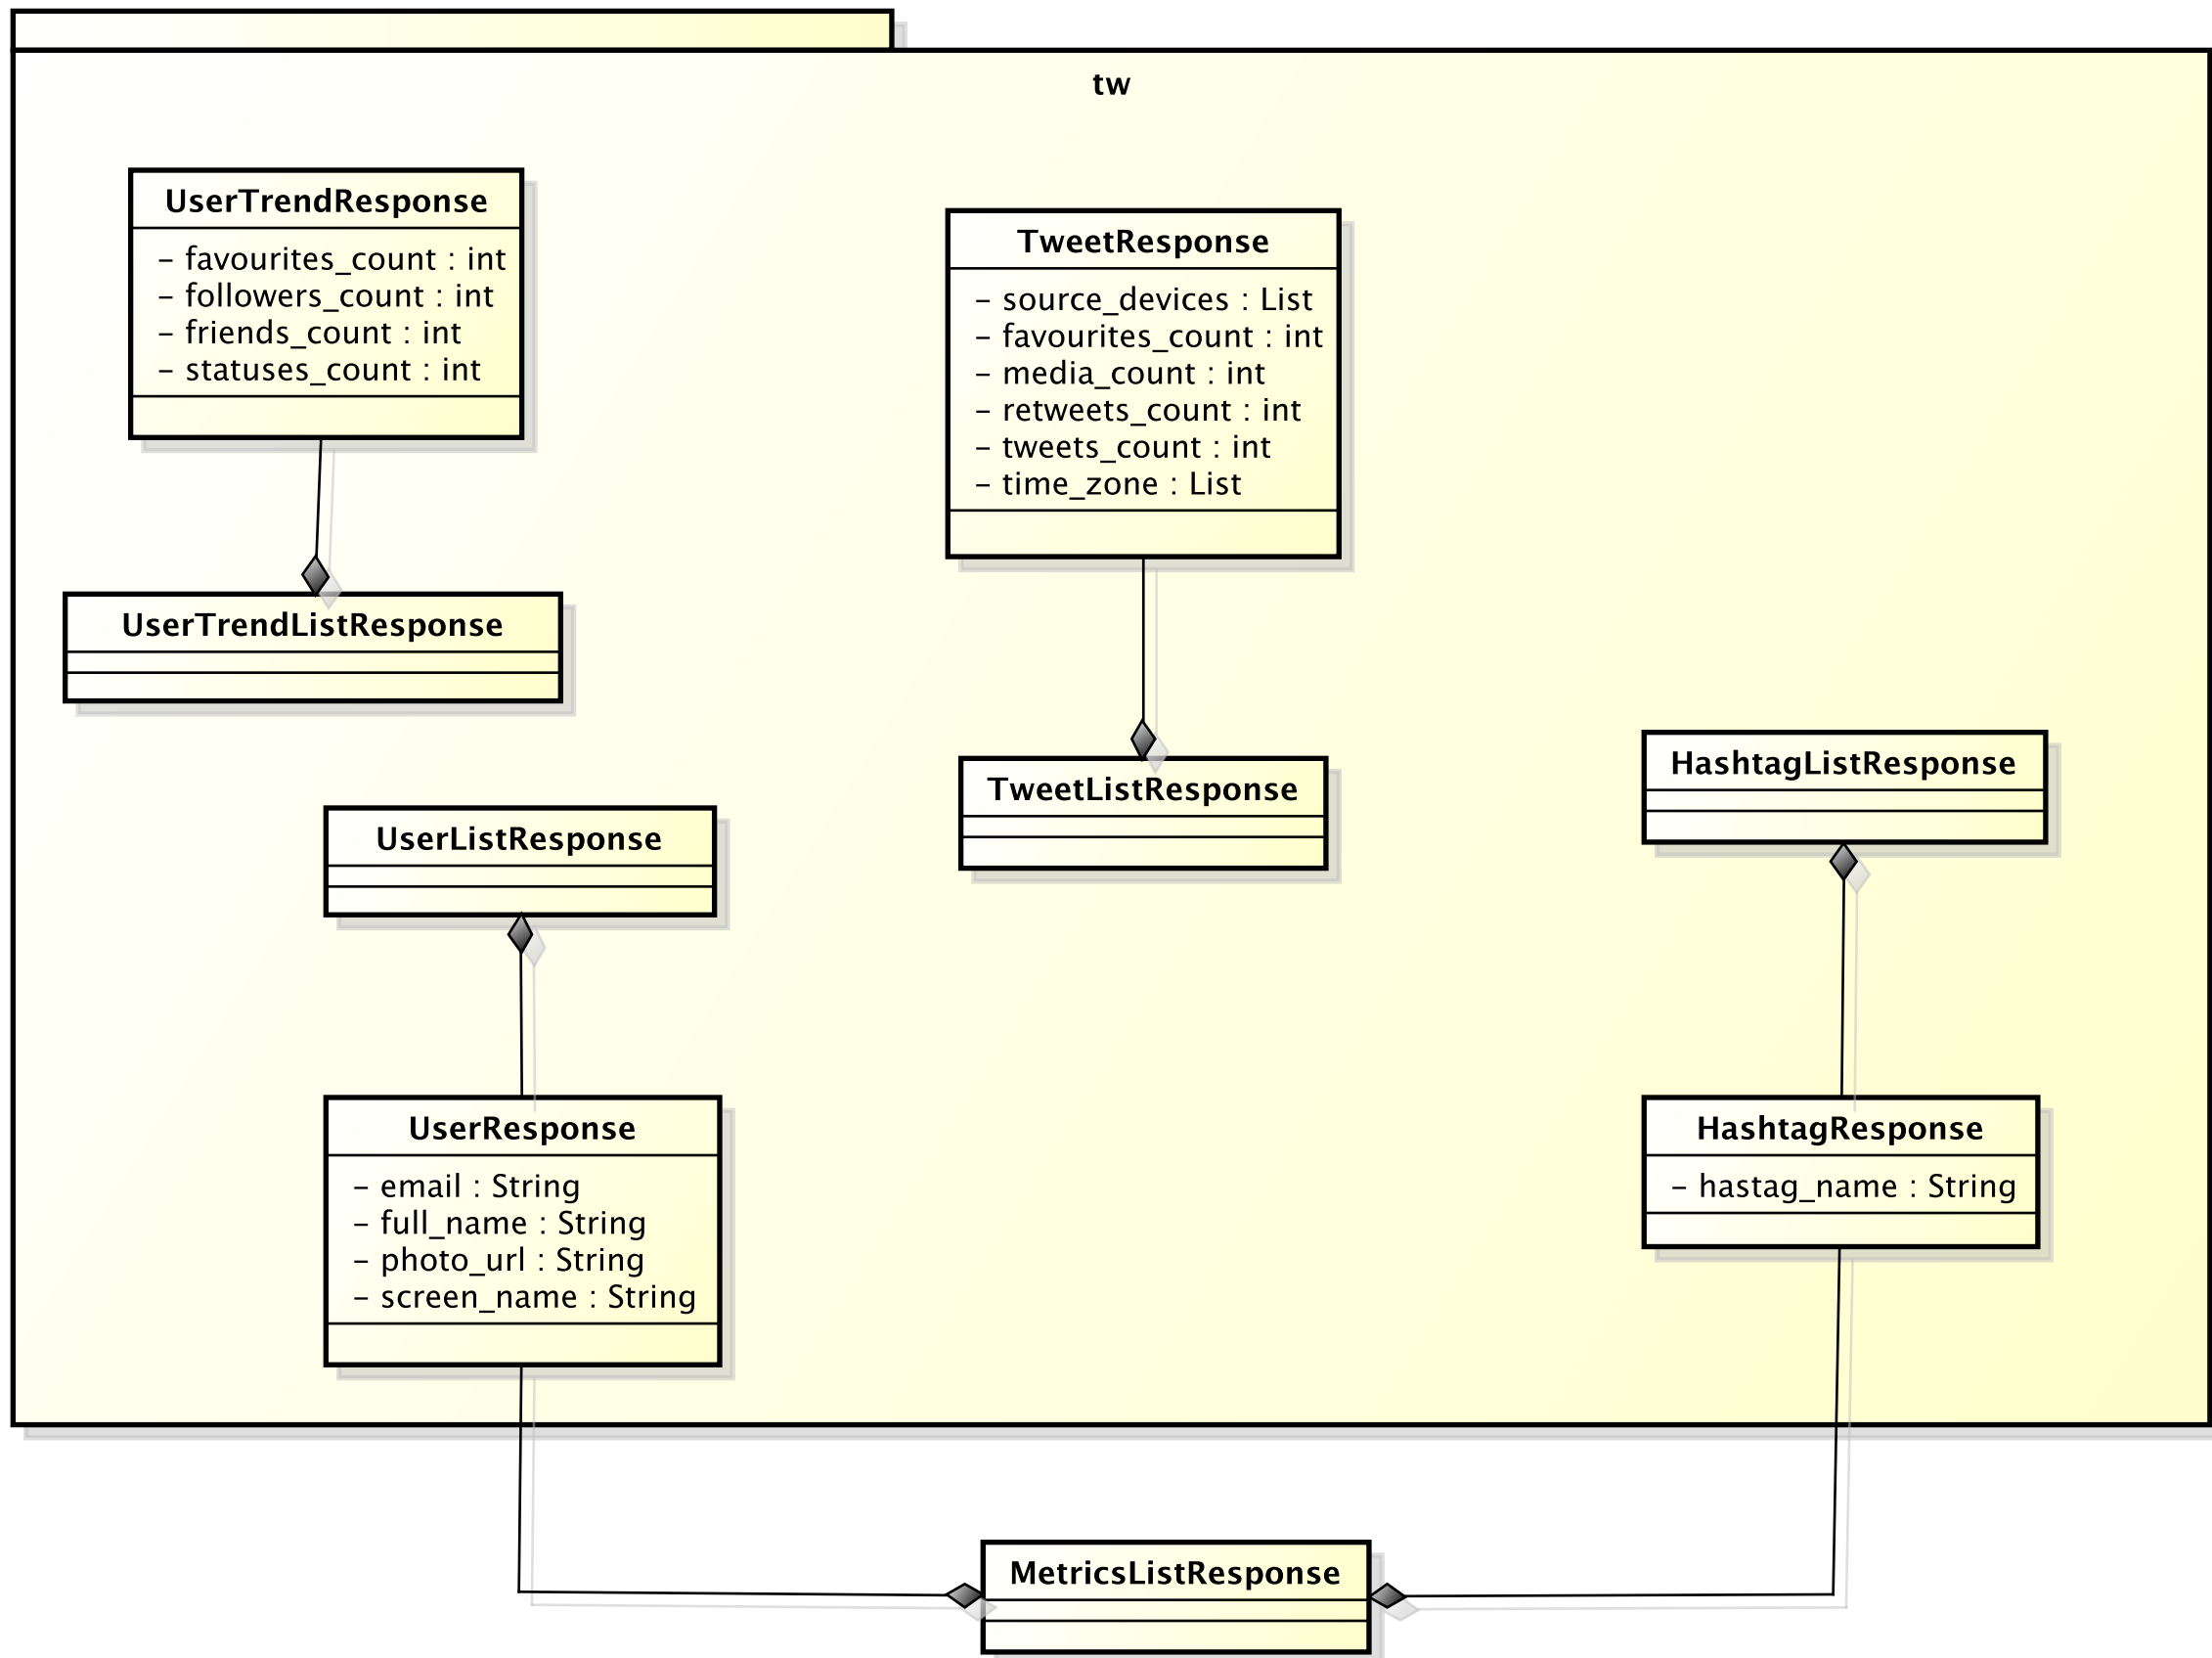 tw
UserTrendResponse
- favourites_count : int
- followers_count : int
- friends_count : int
- statuses_count : int
TweetResponse
- source_devices : List
- favourites_count : int
- media_count : int
- retweets_count : int
- tweets_count : int
- time_zone : List
UserTrendListResponse
TweetListResponse
HashtagListResponse
UserListResponse
UserResponse
- email : String
- full_name : String
- photo_url : String
- screen_name : String
HashtagResponse
- hastag_name : String
MetricsListResponse